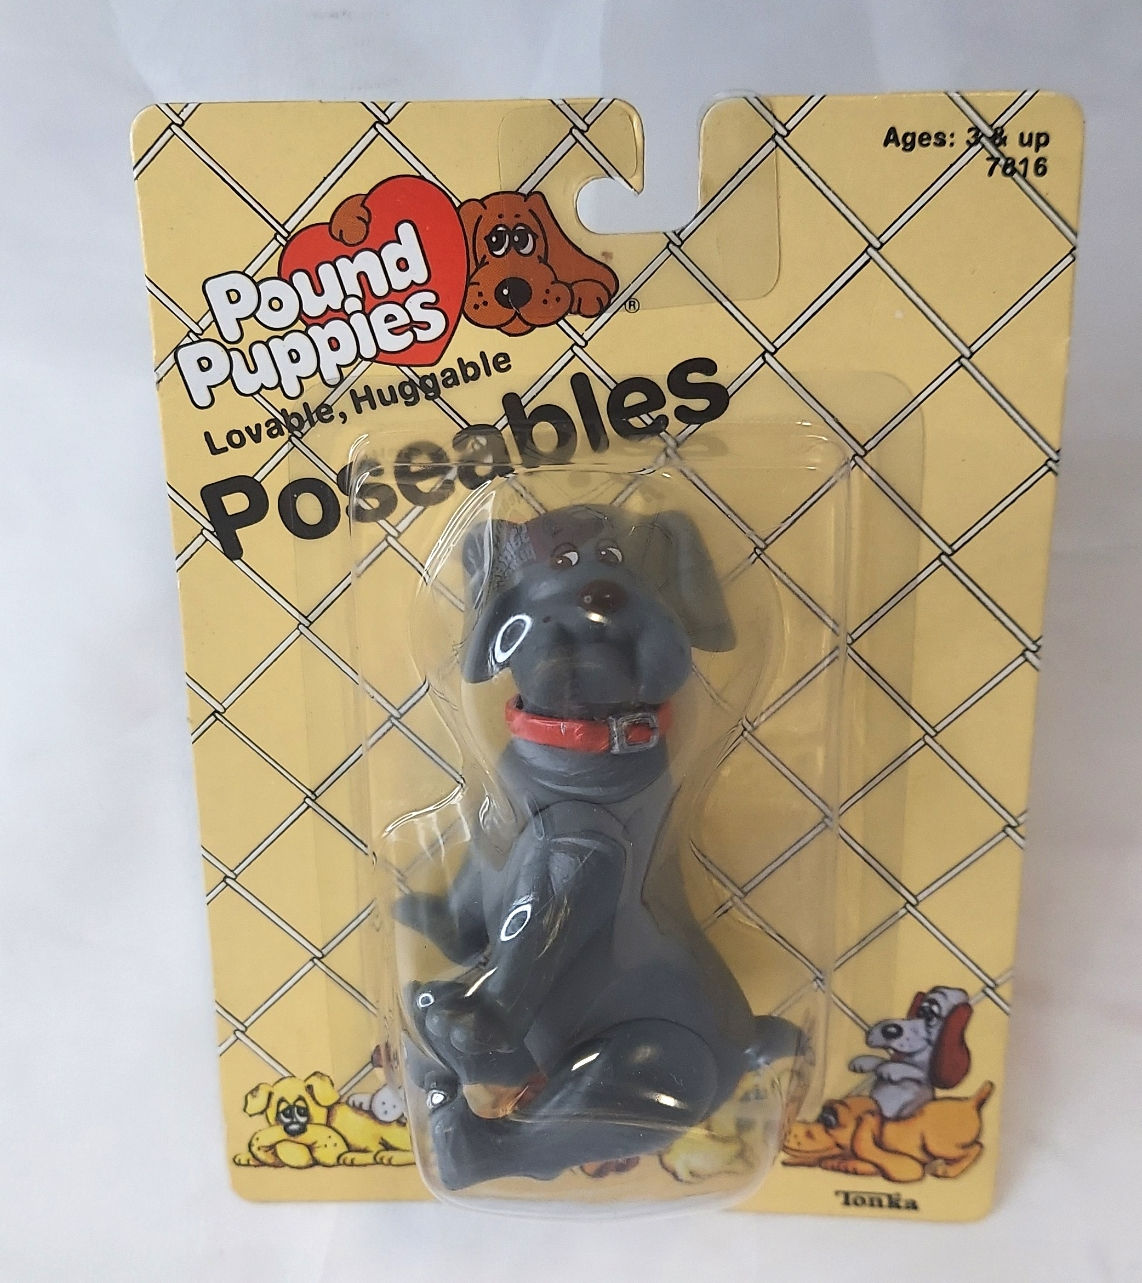 Ages: 3 & up
7816
Pound
Puppies
®
Lovable, Huggable
Poseables
Tonka